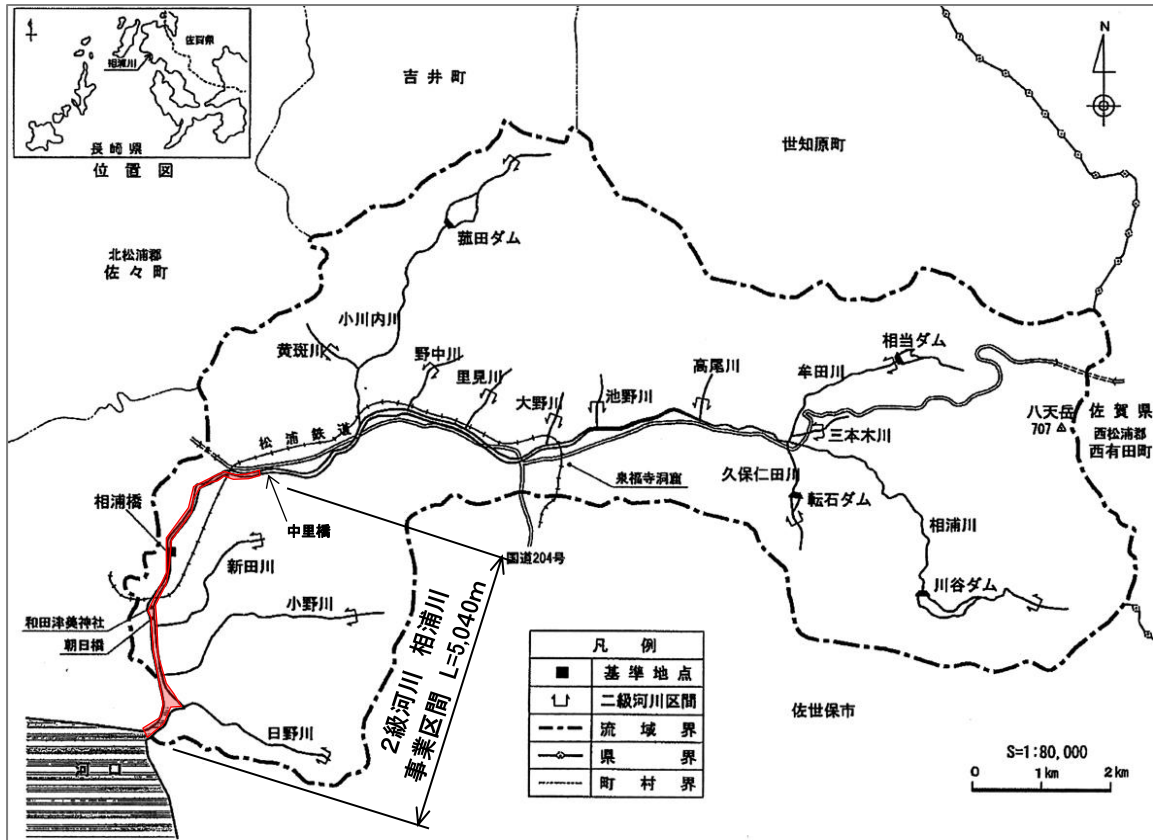 佐賀県
相浦川
長崎県
位置図
吉井町
世知原町
N
北松浦郡
佐々町
菰田ダム
小川内川
黄斑川
野中川
里見川
大野川
池野川
高尾川
牟田川
相当ダム
三本木川
八天岳
707
佐賀県
西松浦郡
西有田町
松浦鉄道
泉福寺洞窟
久保仁田川
転石ダム
相浦川
川谷ダム
相浦橋
中里橋
国道204号
新田川
小野川
和田津美神社
朝日橋
日野川
河口
2級河川 相浦川
事業区間 L=5,040m
凡例
基準地点
二級河川区間
流域界
県界
町村界
佐世保市
S=1:80,000
0 1km 2km